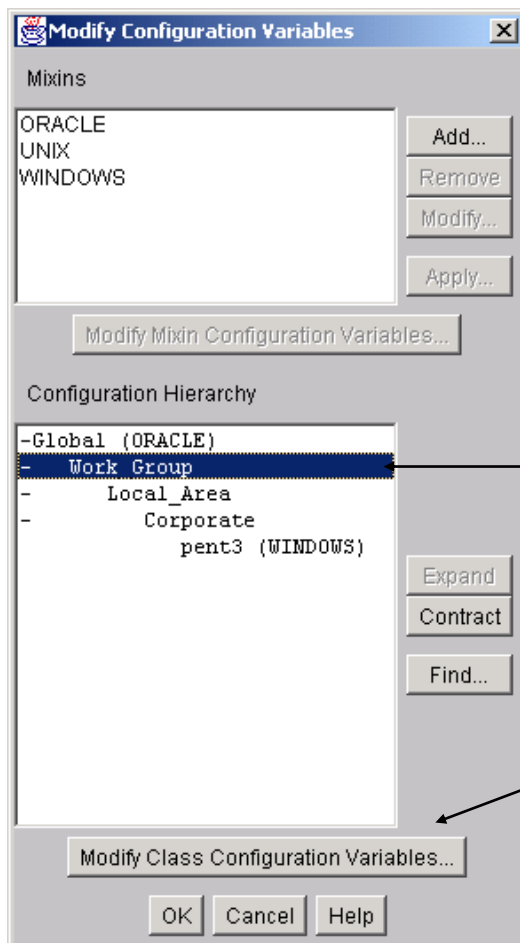 Modify Configuration Variables
Mixins
ORACLE
UNIX
WINDOWS
Add...
Remove
Modify...
Apply...
Modify Mixin Configuration Variables...
Configuration Hierarchy
-Global (ORACLE)
- Work Group
- Local_Area
- Corporate
pent3 (WINDOWS)
Expand
Contract
Find...
Modify Class Configuration Variables...
OK Cancel Help